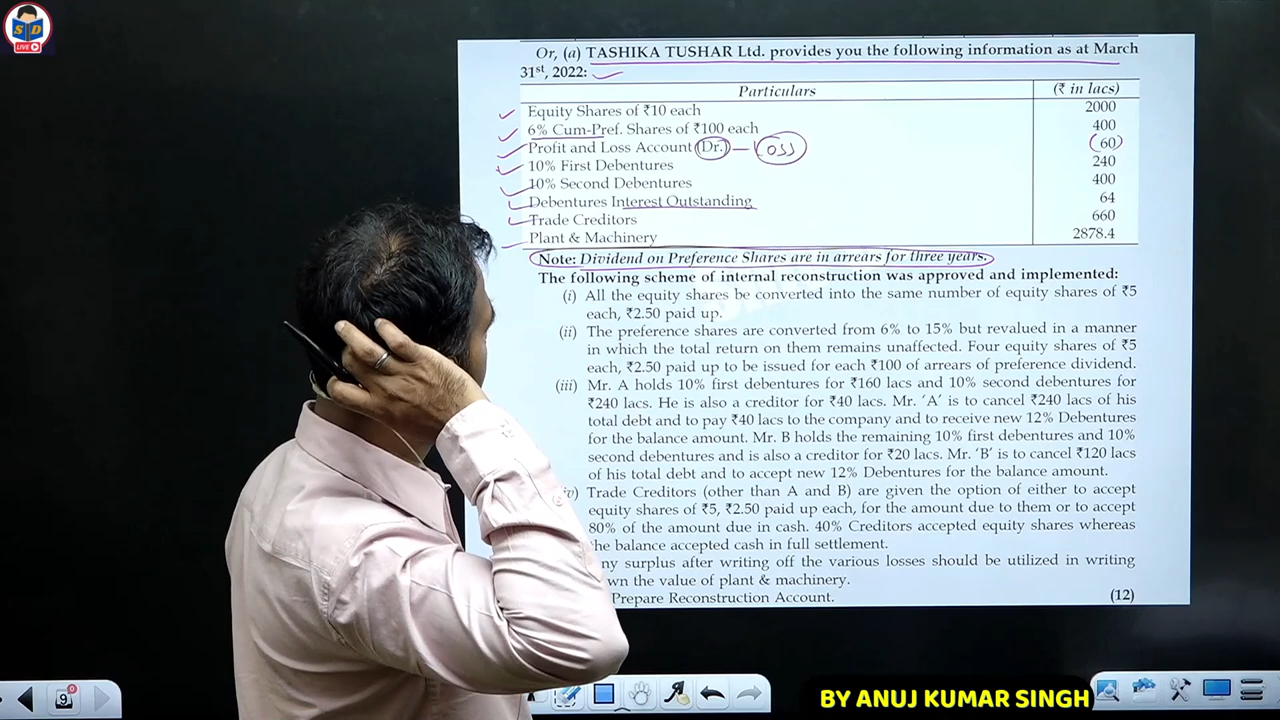 S D
LIVE
Or, (a) TASHIKA TUSHAR Ltd. provides you the following information as at March
31st, 2022:
Particulars (₹ in lacs)
Equity Shares of ₹10 each 2000
6% Cum-Pref. Shares of ₹100 each 400
Profit and Loss Account (Dr.) — Loss (60)
10% First Debentures 240
10% Second Debentures 400
Debentures Interest Outstanding 64
Trade Creditors 660
Plant & Machinery 2878.4
Note: Dividend on Preference Shares are in arrears for three years.
The following scheme of internal reconstruction was approved and implemented:
(i) All the equity shares be converted into the same number of equity shares of ₹5
each, ₹2.50 paid up.
(ii) The preference shares are converted from 6% to 15% but revalued in a manner
in which the total return on them remains unaffected. Four equity shares of ₹5
each, ₹2.50 paid up to be issued for each ₹100 of arrears of preference dividend.
(iii) Mr. A holds 10% first debentures for ₹160 lacs and 10% second debentures for
₹240 lacs. He is also a creditor for ₹40 lacs. Mr. ‘A’ is to cancel ₹240 lacs of his
total debt and to pay ₹40 lacs to the company and to receive new 12% Debentures
for the balance amount. Mr. B holds the remaining 10% first debentures and 10%
second debentures and is also a creditor for ₹20 lacs. Mr. ‘B’ is to cancel ₹120 lacs
of his total debt and to accept new 12% Debentures for the balance amount.
iv) Trade Creditors (other than A and B) are given the option of either to accept
equity shares of ₹5, ₹2.50 paid up each, for the amount due to them or to accept
80% of the amount due in cash. 40% Creditors accepted equity shares whereas
the balance accepted cash in full settlement.
ny surplus after writing off the various losses should be utilized in writing
wn the value of plant & machinery.
Prepare Reconstruction Account. (12)
9
0
BY ANUJ KUMAR SINGH